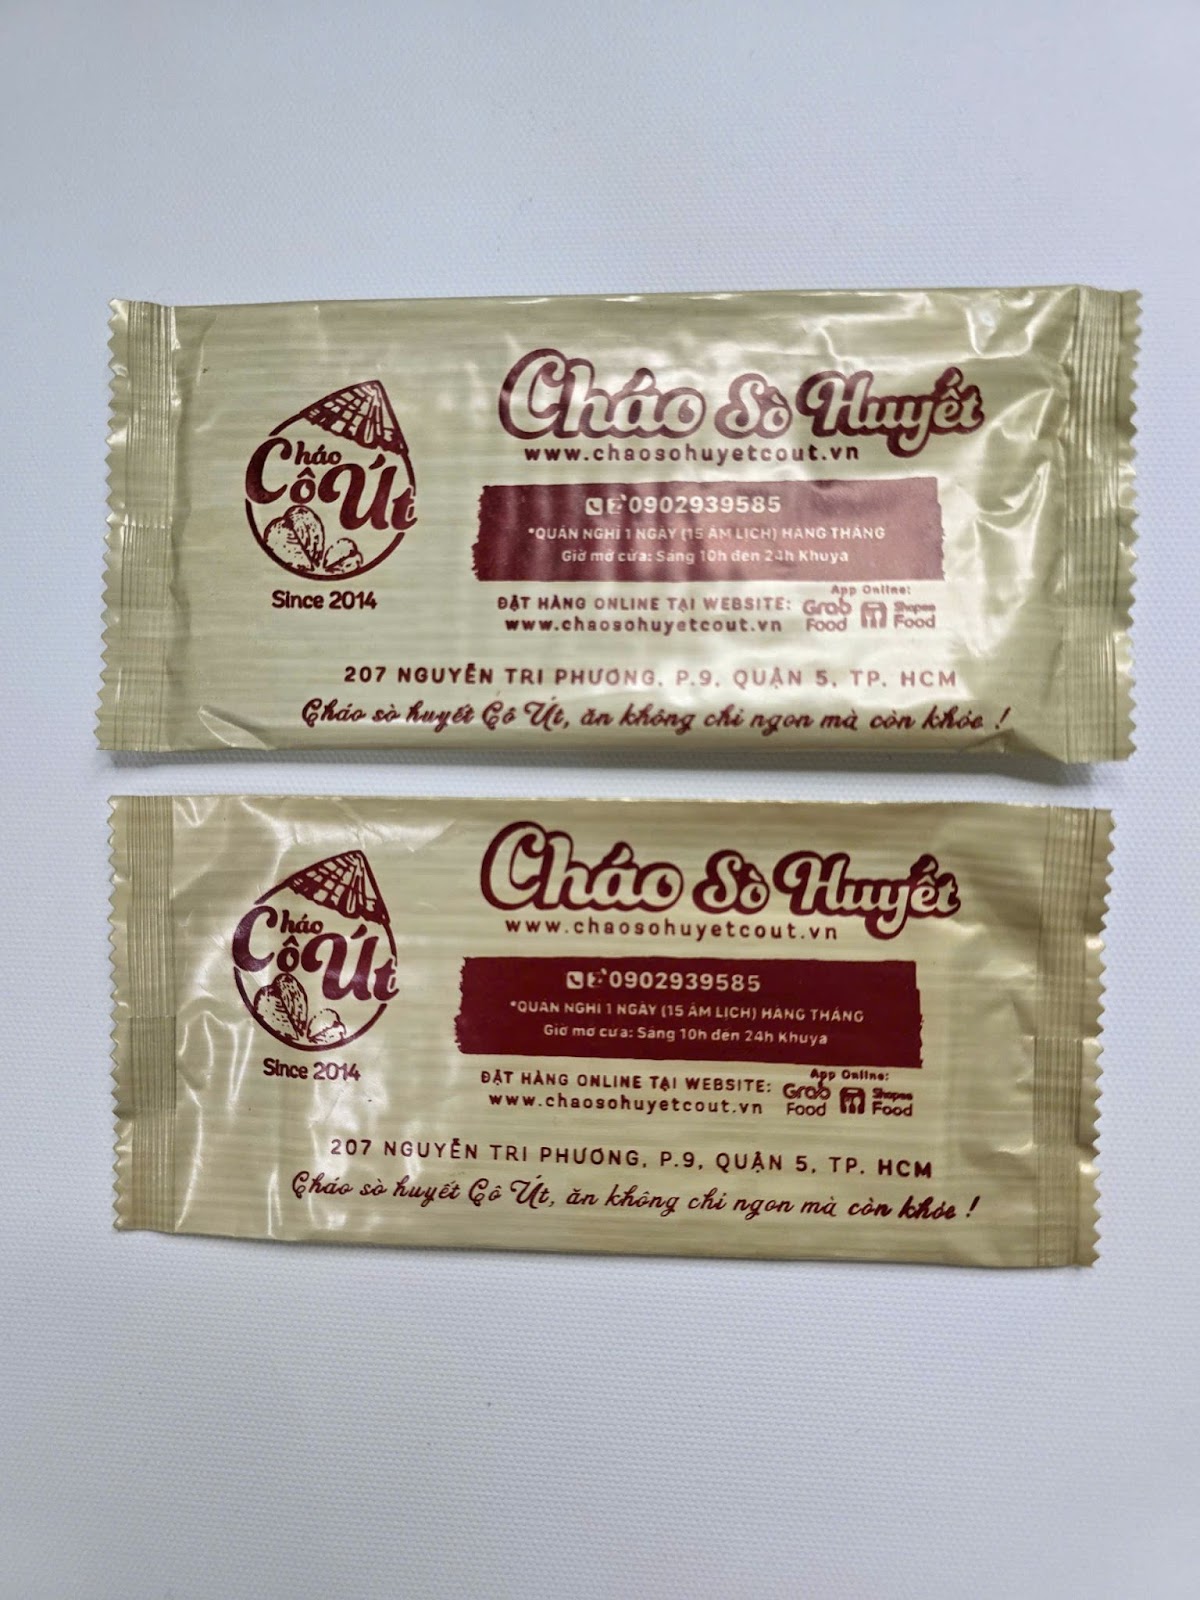 Cháo
Cô Út
Since 2014
Cháo Sò Huyết
www.chaosohuyetcout.vn
0902939585
*QUÁN NGHỈ 1 NGÀY (15 ÂM LỊCH) HÀNG THÁNG
Giờ mở cửa: Sáng 10h đến 24h Khuya
ĐẶT HÀNG ONLINE TẠI WEBSITE:
www.chaosohuyetcout.vn
App Online:
Grab Food
Shopee Food
207 NGUYỄN TRI PHƯƠNG, P.9, QUẬN 5, TP. HCM
Cháo sò huyết Cô Út, ăn không chỉ ngon mà còn khỏe !
Cháo
Cô Út
Since 2014
Cháo Sò Huyết
www.chaosohuyetcout.vn
0902939585
*QUÁN NGHỈ 1 NGÀY (15 ÂM LỊCH) HÀNG THÁNG
Giờ mở cửa: Sáng 10h đến 24h Khuya
ĐẶT HÀNG ONLINE TẠI WEBSITE:
www.chaosohuyetcout.vn
App Online:
Grab Food
Shopee Food
207 NGUYỄN TRI PHƯƠNG, P.9, QUẬN 5, TP. HCM
Cháo sò huyết Cô Út, ăn không chỉ ngon mà còn khỏe !